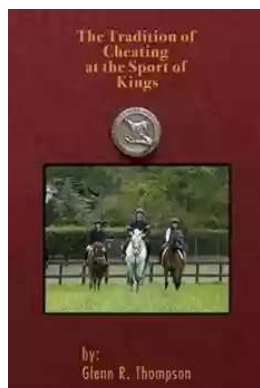 The Tradition of
Cheating
at the Sport of
Kings
by:
Glenn R. Thompson